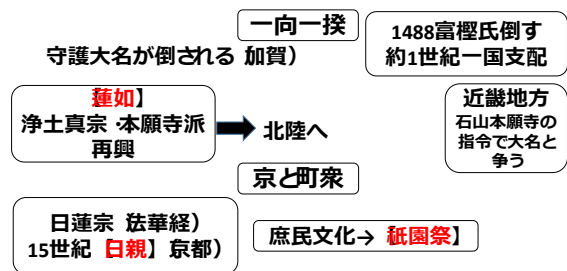 一向一揆
守護大名が倒される 加賀）
1488富樫氏倒す
約1世紀一国支配
【蓮如】
浄土真宗・本願寺派
再興
北陸へ
近畿地方
石山本願寺の
指令で大名と
争う
京と町衆
日蓮宗 法華経）
15世紀【日親】京都）
庶民文化→【祇園祭】